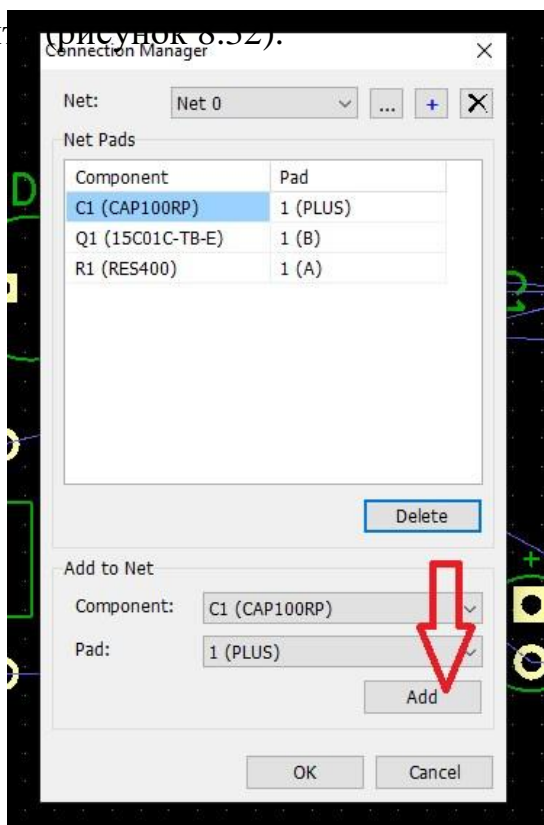 (рисунок 8.32).
Connection Manager
Net: Net 0 ... +
Net Pads
Component Pad
C1 (CAP100RP) 1 (PLUS)
Q1 (15C01C-TB-E) 1 (B)
R1 (RES400) 1 (A)
Delete
Add to Net
Component: C1 (CAP100RP)
Pad: 1 (PLUS)
Add
OK Cancel
D
+